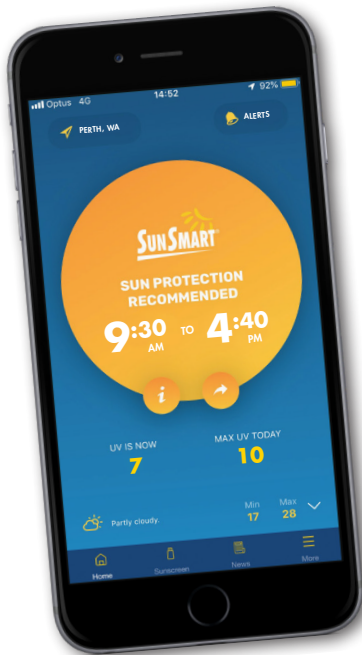 Optus 4G 14:52 92%
PERTH, WA ALERTS
SUNSMART
SUN PROTECTION
RECOMMENDED
9:30 AM TO 4:40 PM
i
UV IS NOW MAX UV TODAY
7 10
Partly cloudy. Min Max
17 28
Home Sunscreen News More